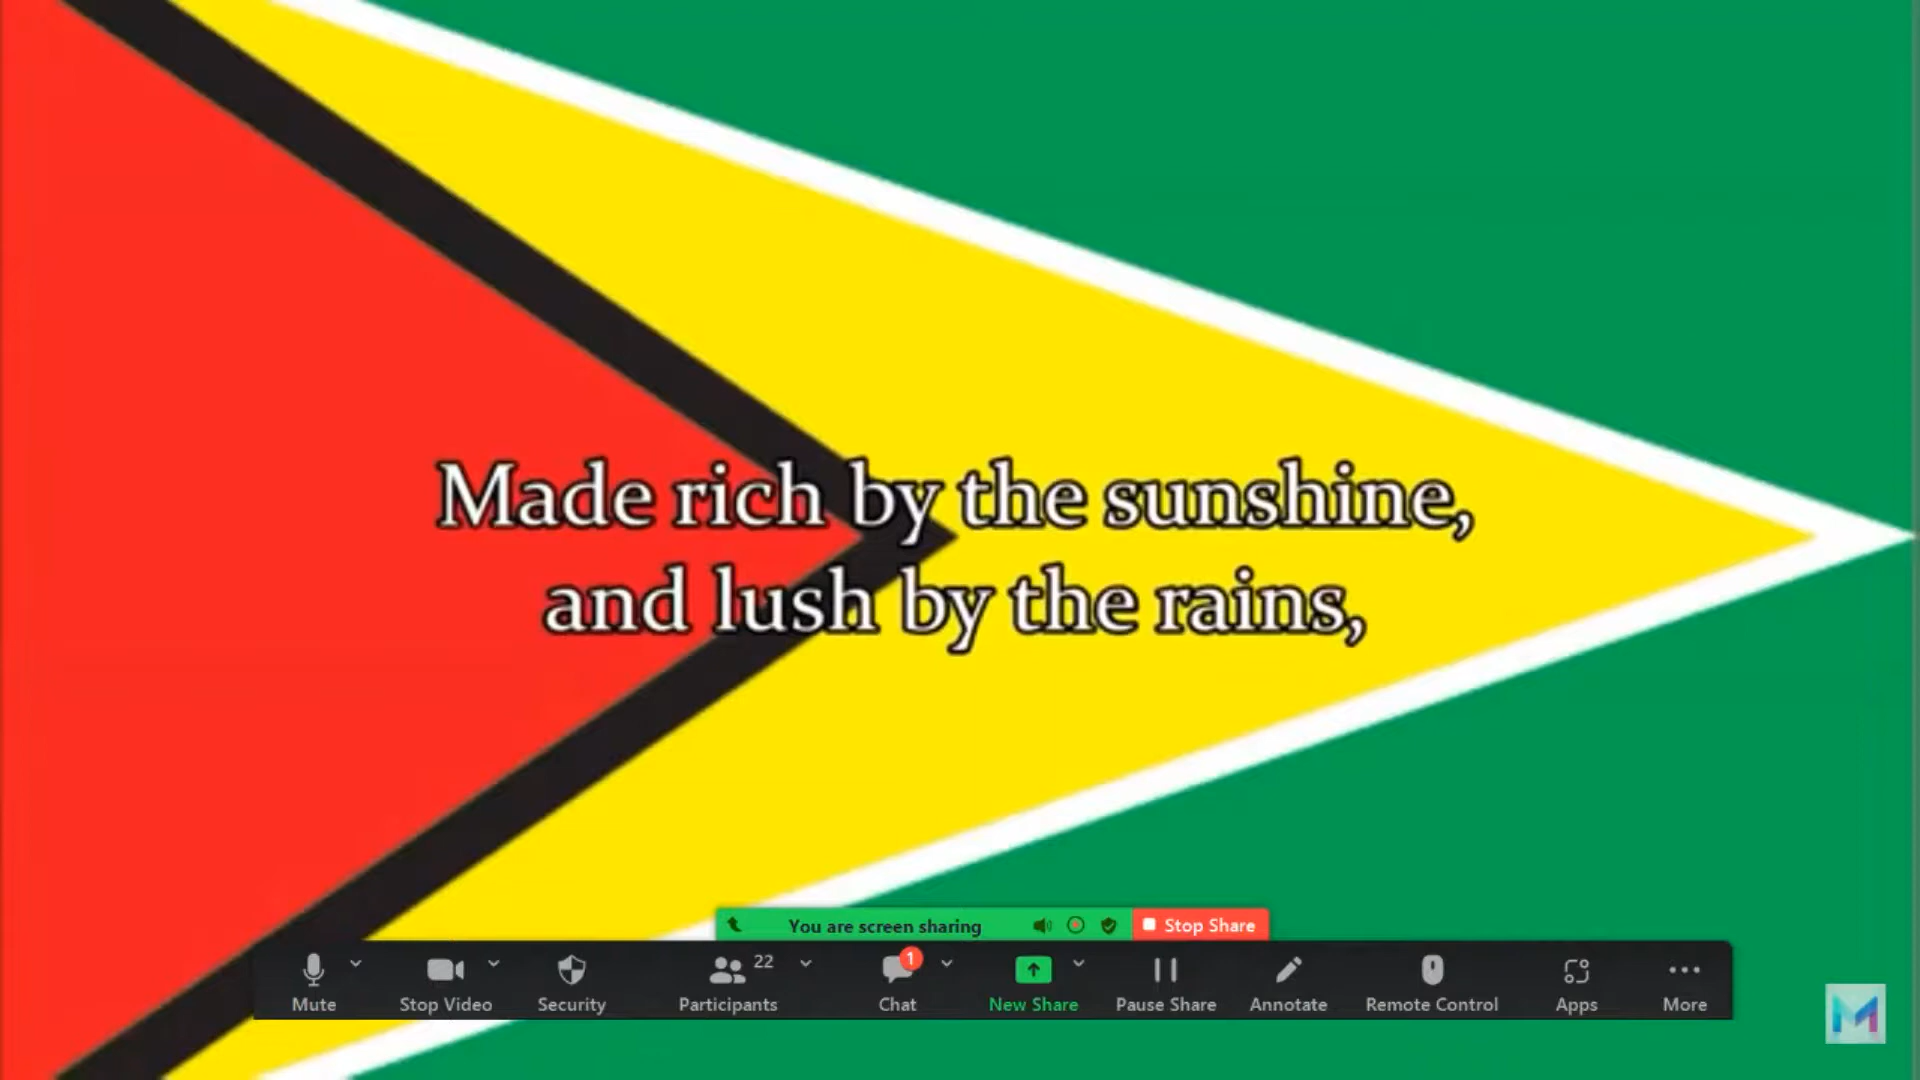 Made rich by the sunshine,
and lush by the rains,
You are screen sharing
Stop Share
22
1
Mute
Stop Video
Security
Participants
Chat
New Share
Pause Share
Annotate
Remote Control
Apps
More
M